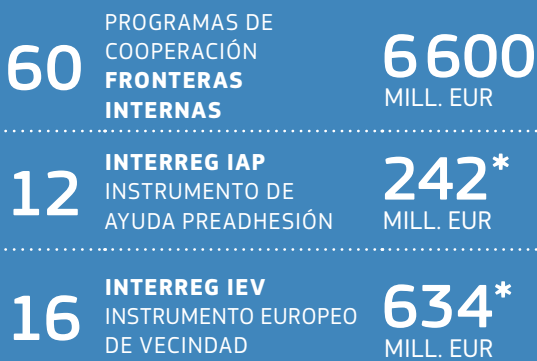 60
PROGRAMAS DE
COOPERACIÓN
FRONTERAS
INTERNAS
6 600
MILL. EUR
12
INTERREG IAP
INSTRUMENTO DE
AYUDA PREADHESIÓN
242*
MILL. EUR
16
INTERREG IEV
INSTRUMENTO EUROPEO
DE VECINDAD
634*
MILL. EUR